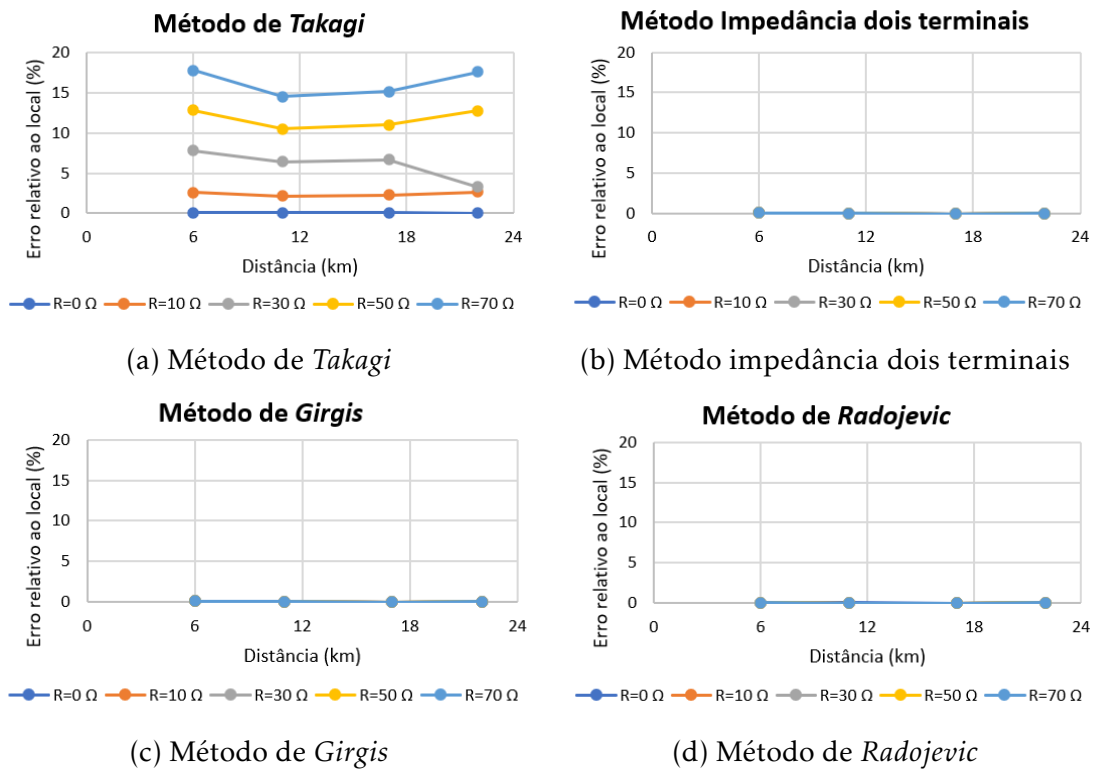 Método de Takagi
Erro relativo ao local (%)
20
15
10
5
0
0 6 12 18 24
Distância (km)
R=0 Ω R=10 Ω R=30 Ω R=50 Ω R=70 Ω
(a) Método de Takagi
Método Impedância dois terminais
Erro relativo ao local (%)
20
15
10
5
0
0 6 12 18 24
Distância (km)
R=0 Ω R=10 Ω R=30 Ω R=50 Ω R=70 Ω
(b) Método impedância dois terminais
Método de Girgis
Erro relativo ao local (%)
20
15
10
5
0
0 6 12 18 24
Distância (km)
R=0 Ω R=10 Ω R=30 Ω R=50 Ω R=70 Ω
(c) Método de Girgis
Método de Radojevic
Erro relativo ao local (%)
20
15
10
5
0
0 6 12 18 24
Distância (km)
R=0 Ω R=10 Ω R=30 Ω R=50 Ω R=70 Ω
(d) Método de Radojevic